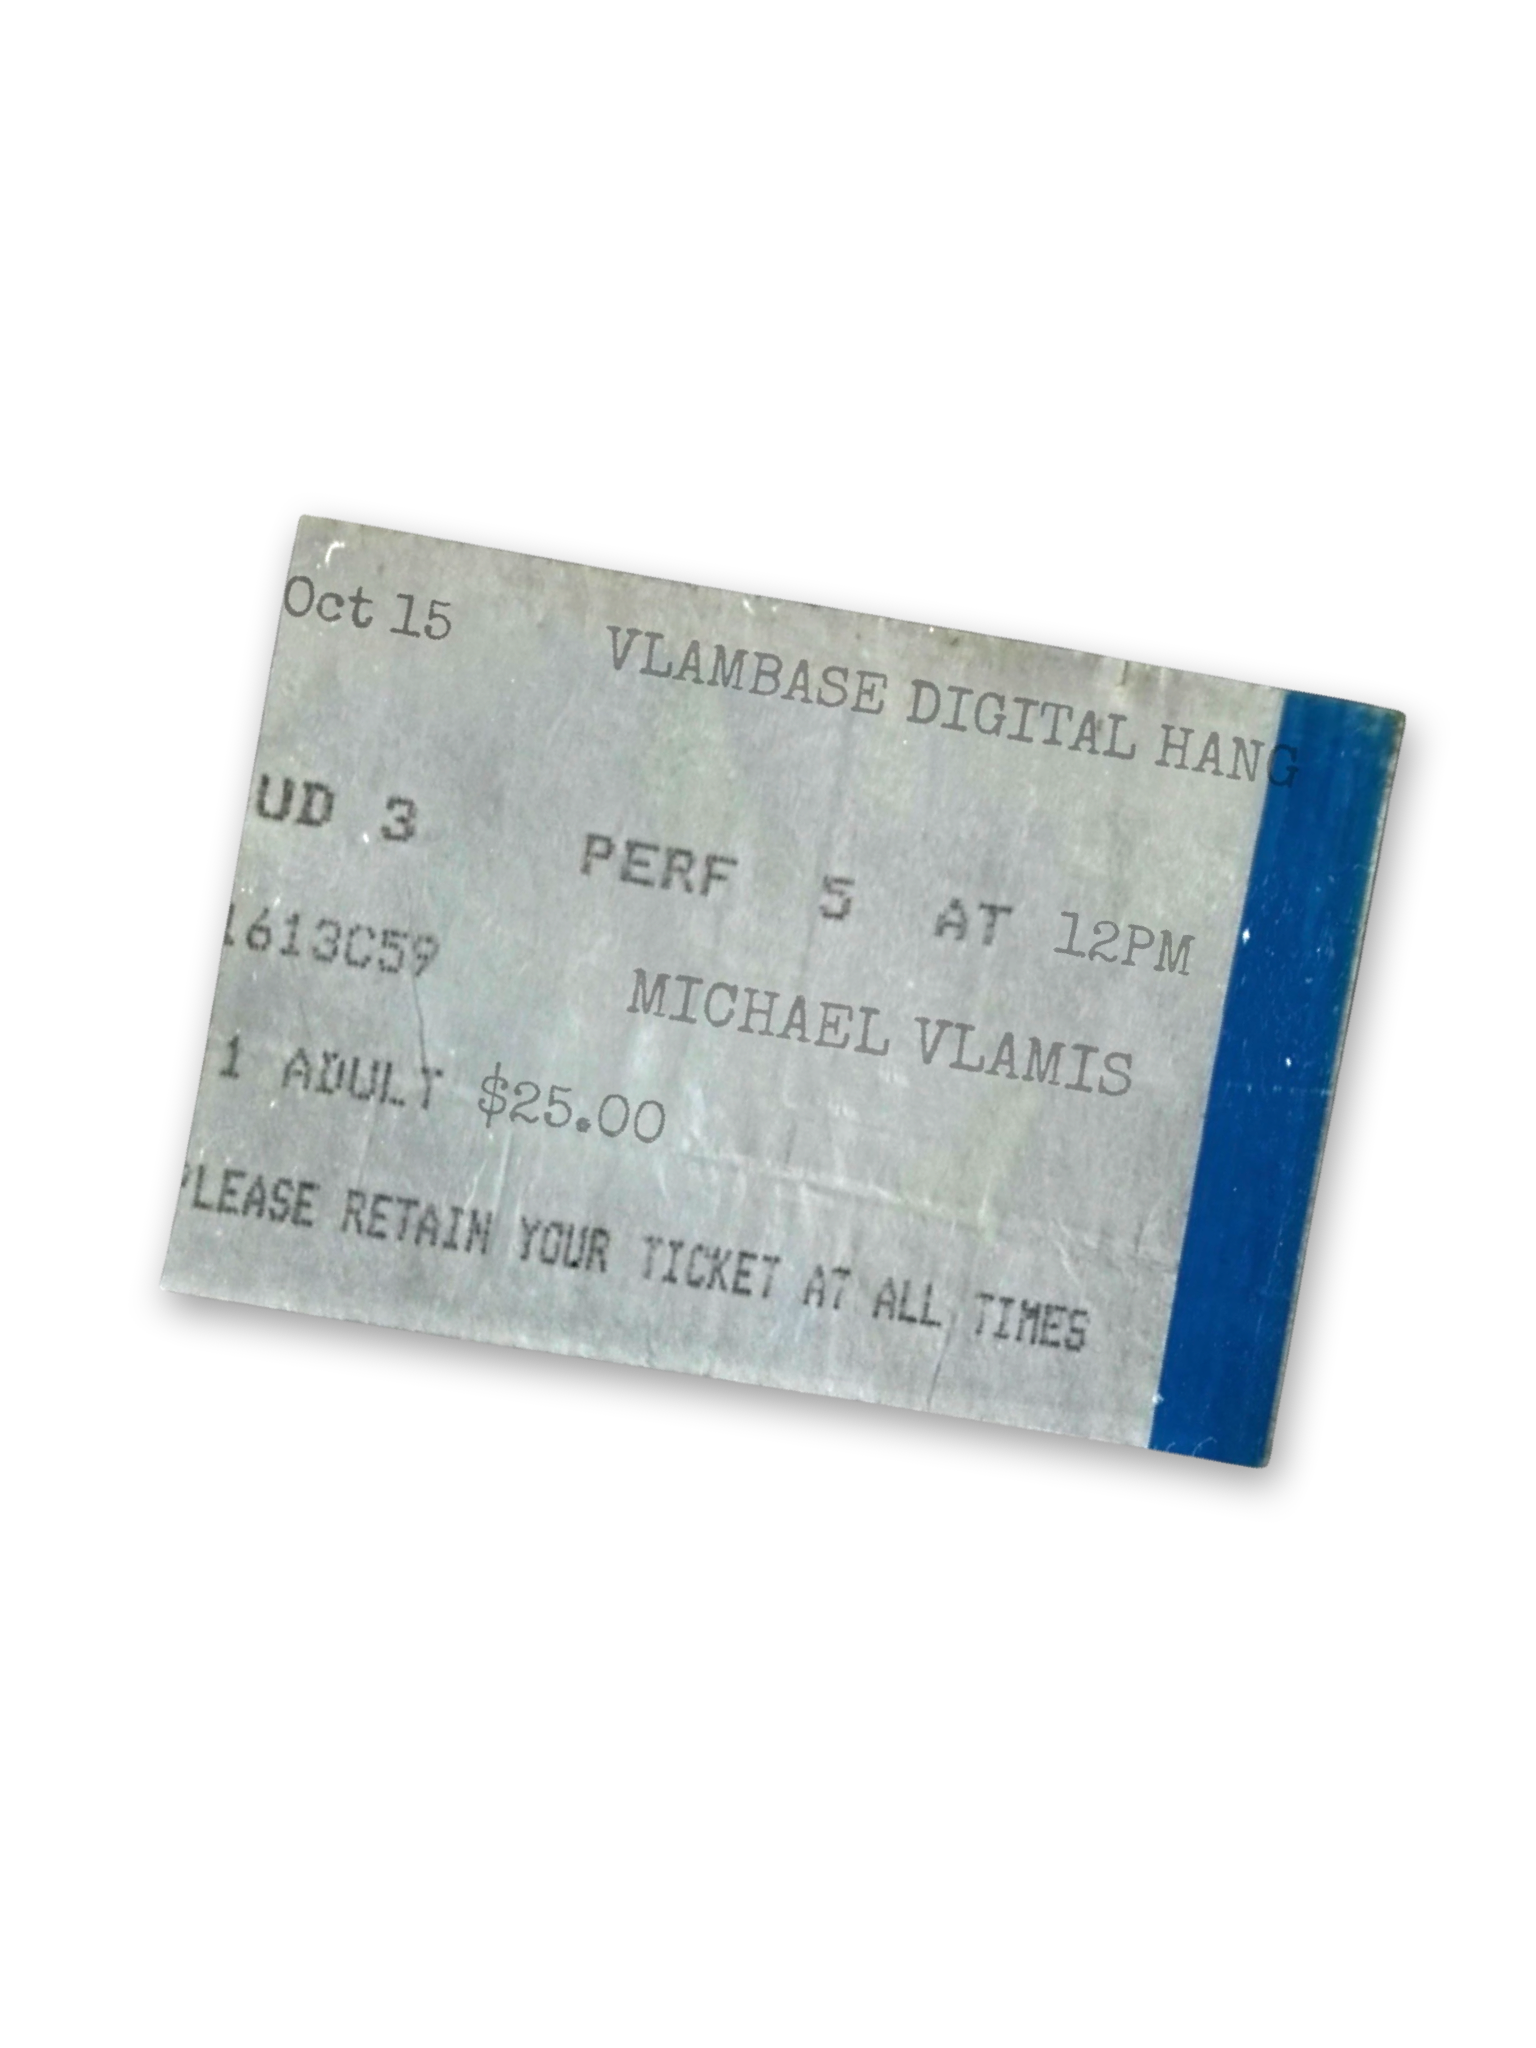 Oct 15 VLAMBASE DIGITAL HANG
UD 3 PERF 5 AT 12PM
1613C59 MICHAEL VLAMIS
1 ADULT $25.00
PLEASE RETAIN YOUR TICKET AT ALL TIMES